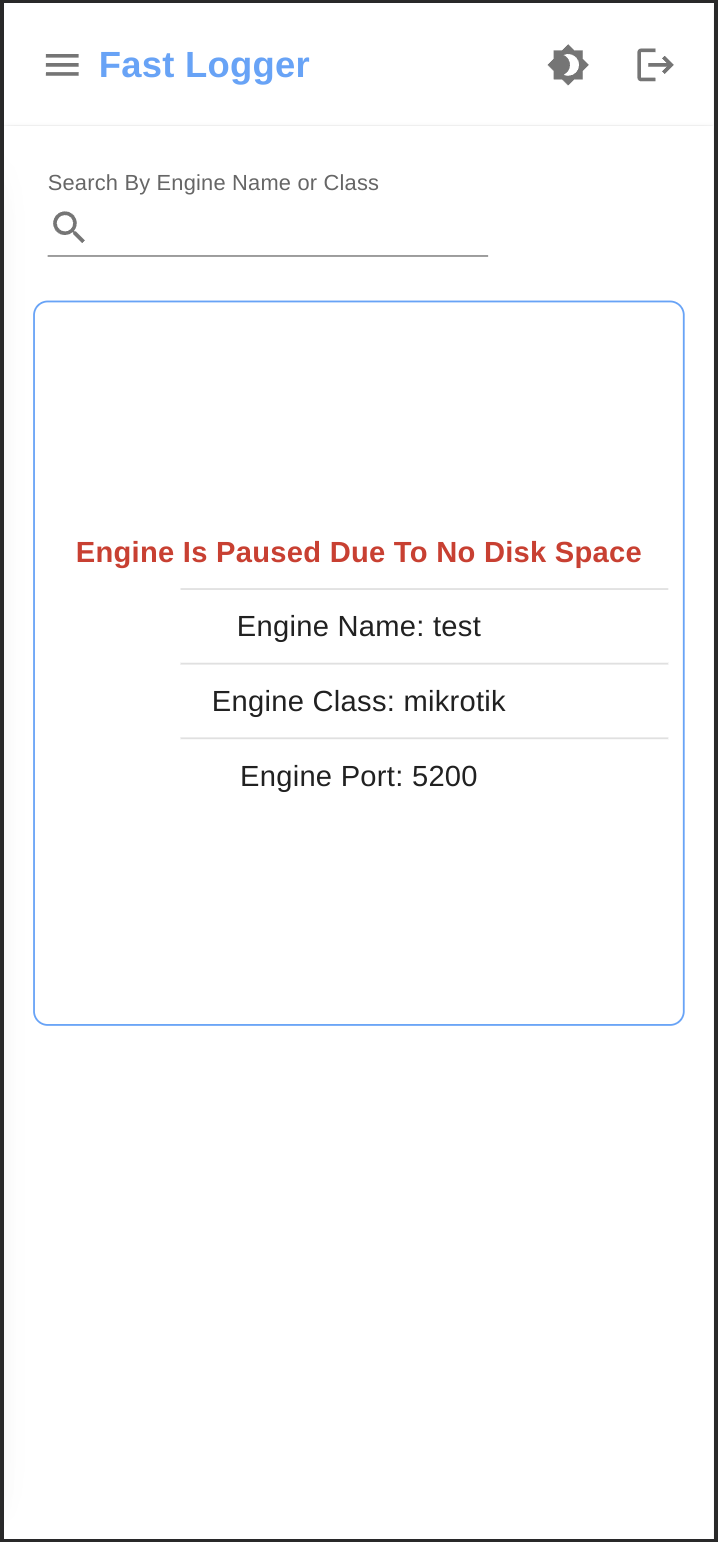 Fast Logger
Search By Engine Name or Class
Engine Is Paused Due To No Disk Space
Engine Name: test
Engine Class: mikrotik
Engine Port: 5200